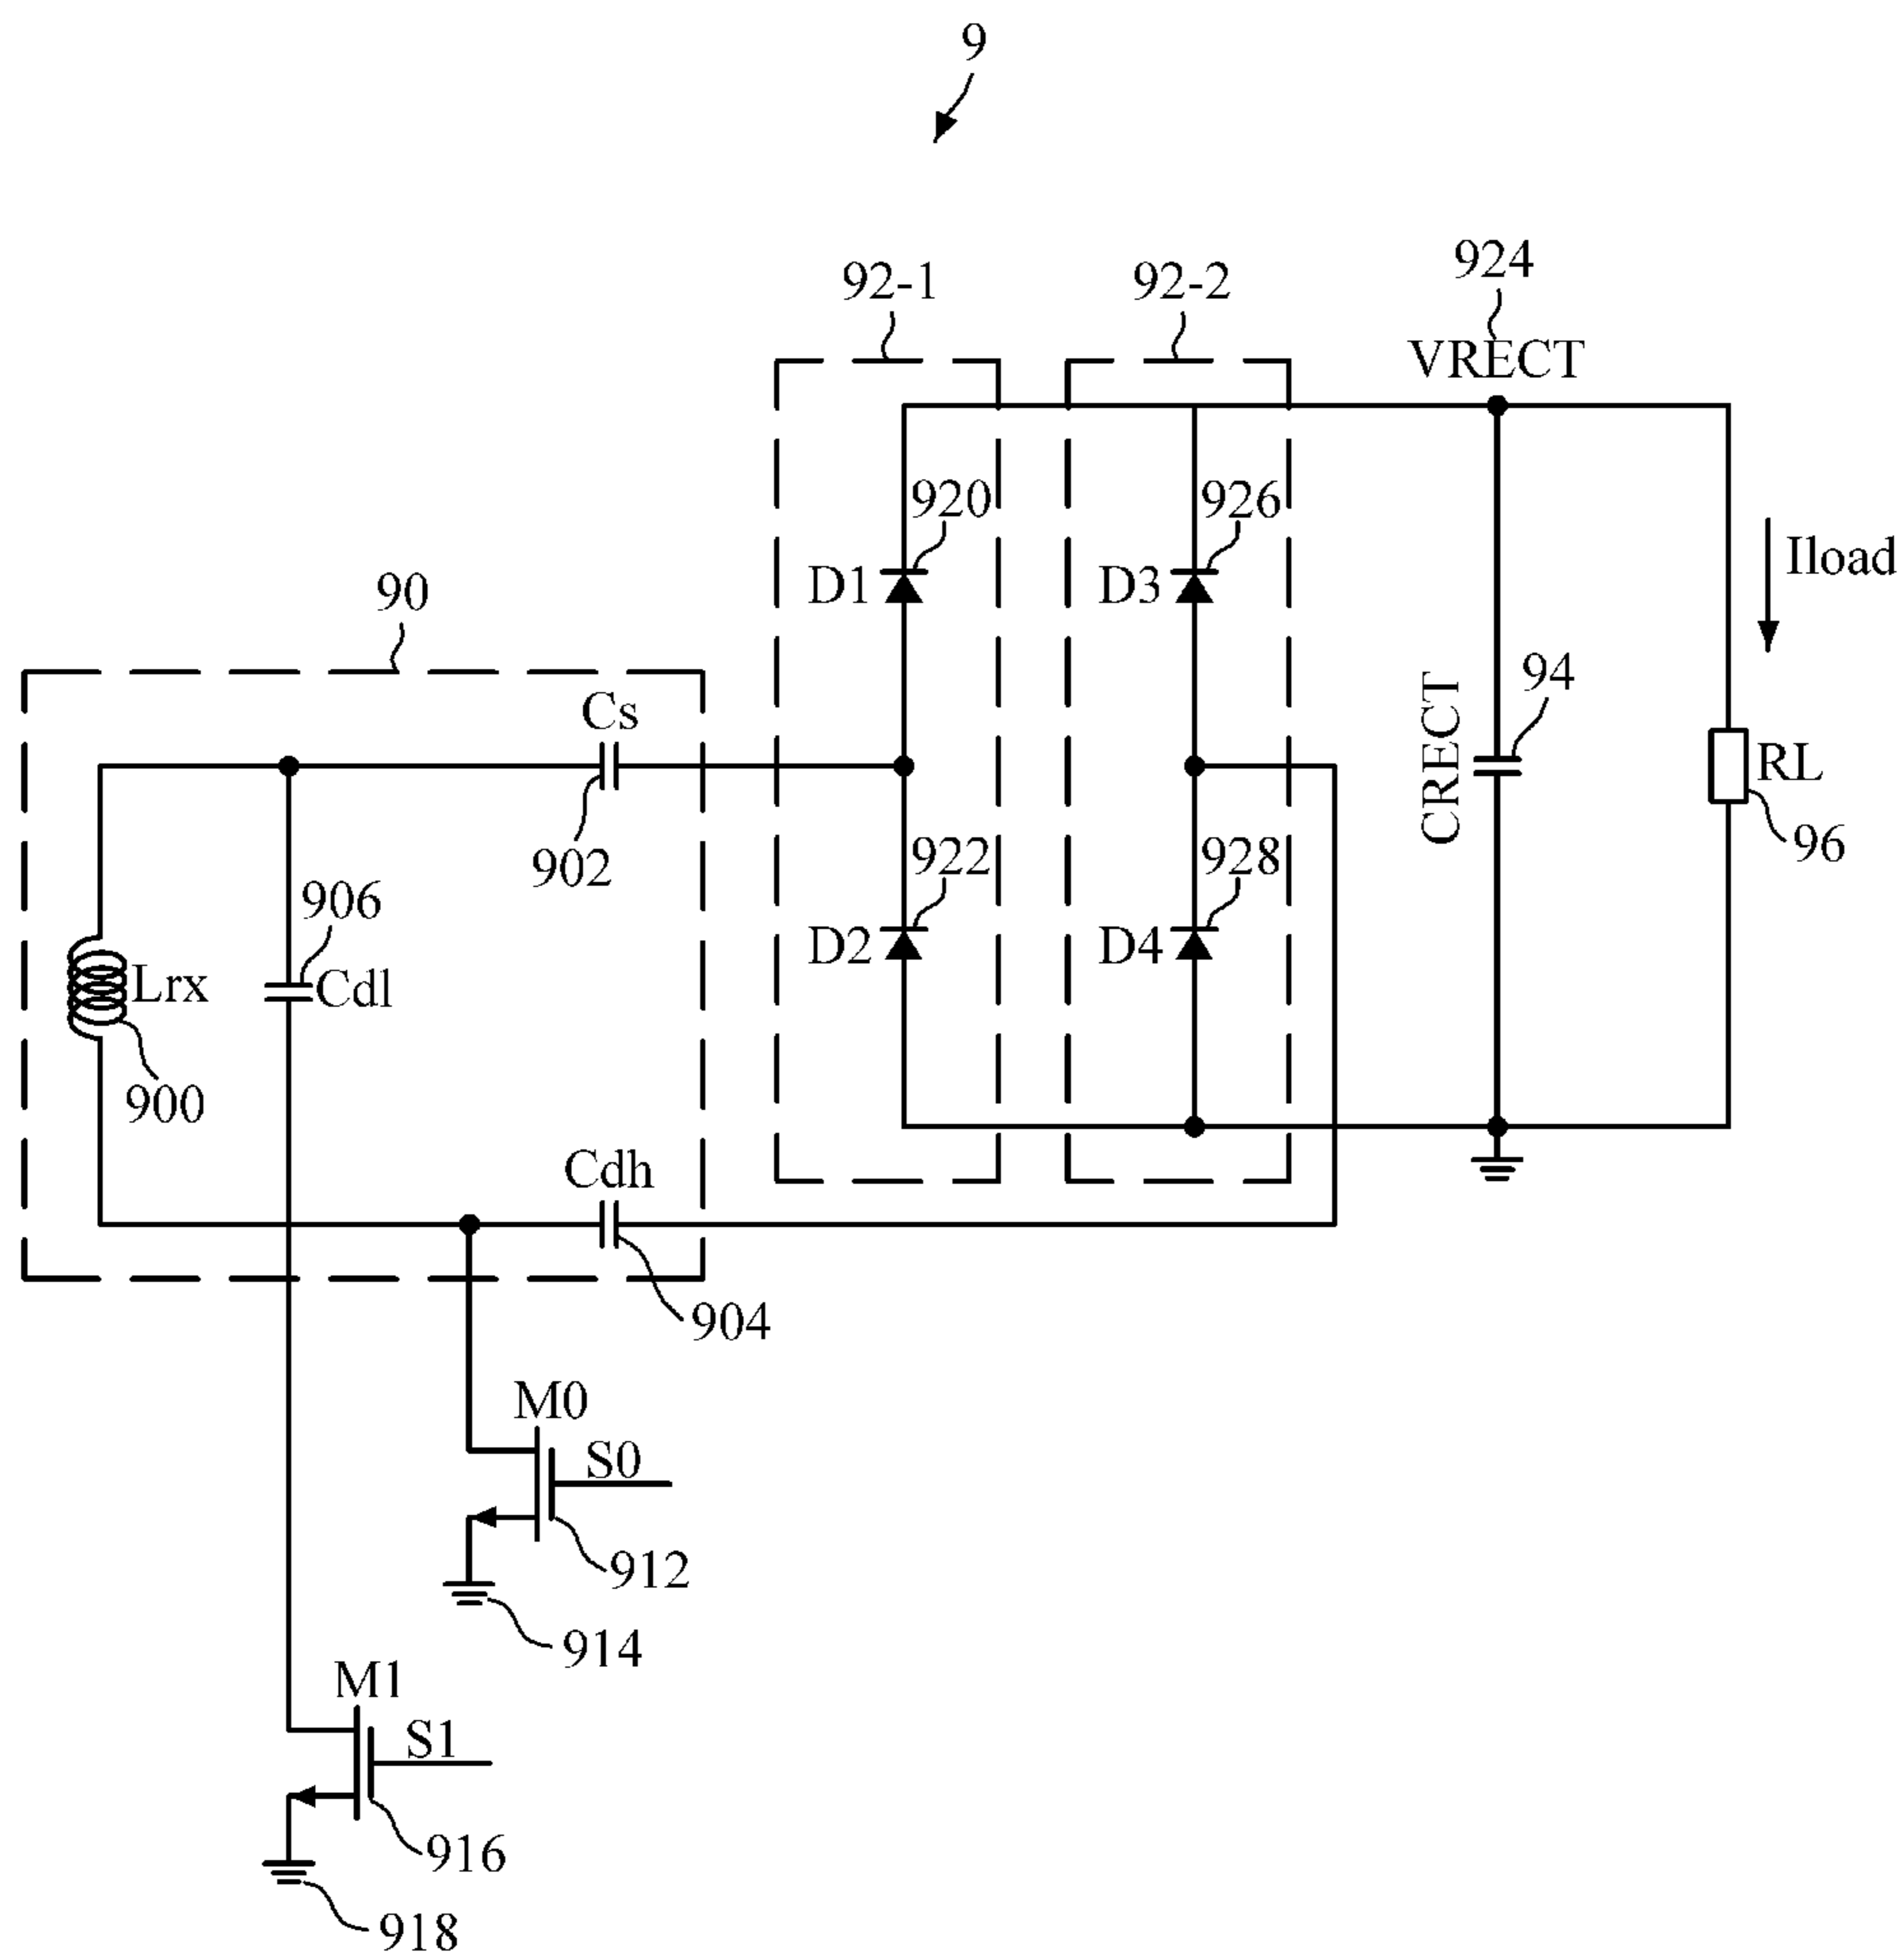 9
92-1
92-2
924
VRECT
920
926
D1
D3
Iload
90
Cs
CRECT
94
RL
902
922
928
96
906
D2
D4
Lrx
Cdl
900
Cdh
904
M0
S0
912
914
M1
S1
916
918